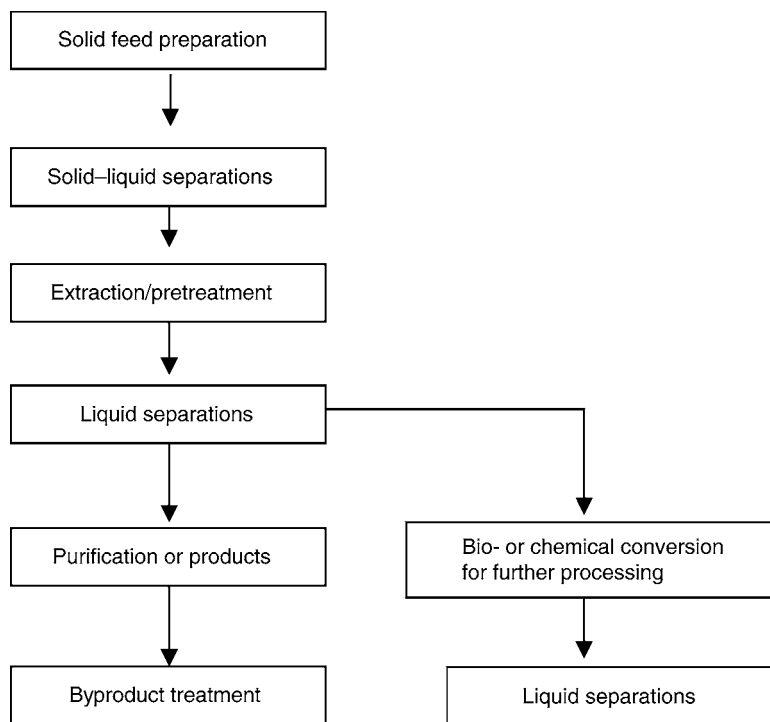 Solid feed preparation
Solid–liquid separations
Extraction/pretreatment
Liquid separations
Purification or products
Bio- or chemical conversion
for further processing
Byproduct treatment
Liquid separations